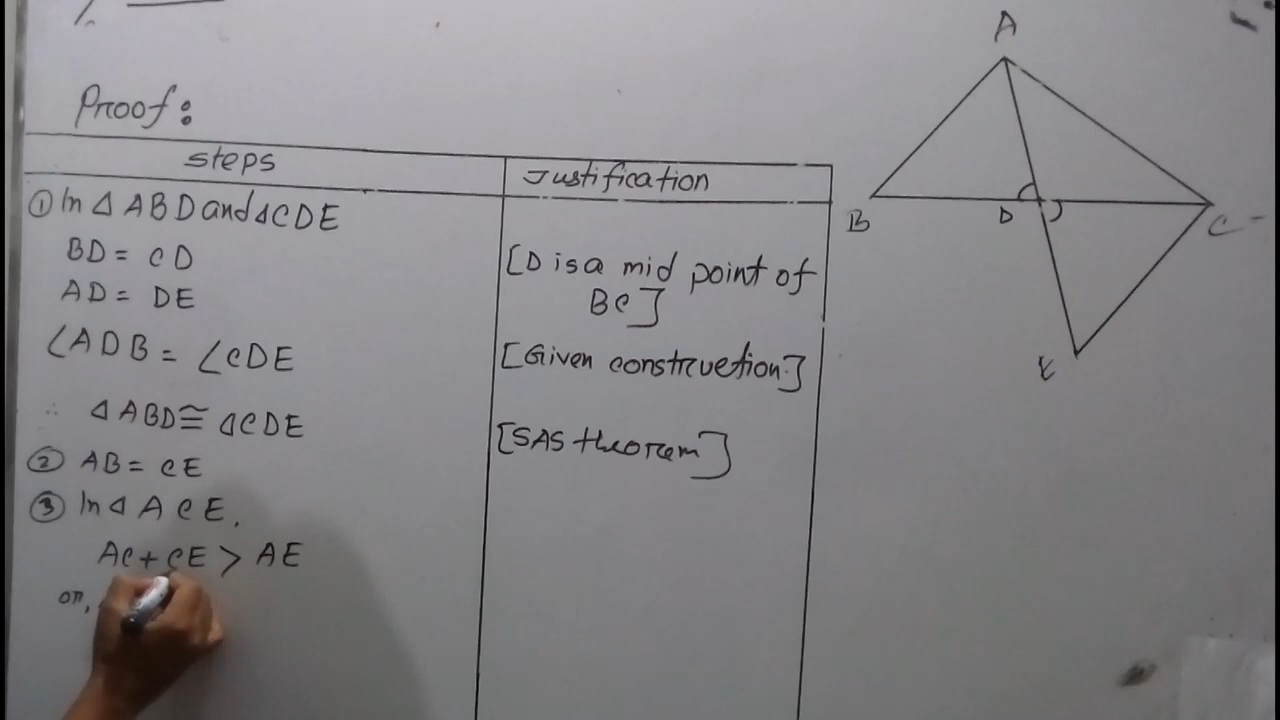 Proof:
steps
Justification
① In △ ABD and △CDE
BD = CD
[D is a mid point of
BC]
AD = DE
∠ADB = ∠CDE
[Given construction]
∴ △ABD ≅ △CDE
[SAS theorem]
② AB = CE
③ In △ ACE,
AC + CE > AE
or,
A
B
D
C
E